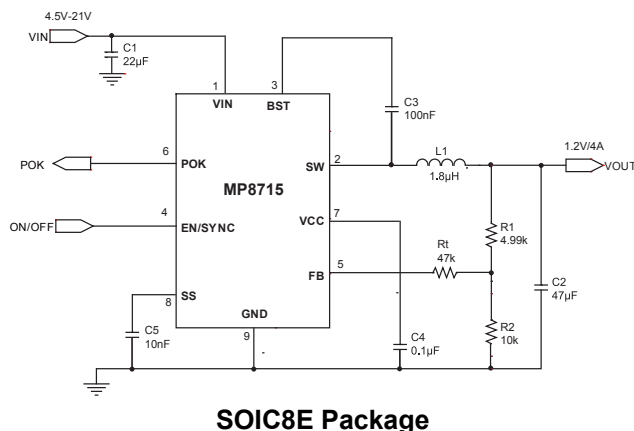 4.5V-21V
VIN
C1
22µF
1
3
VIN
BST
C3
100nF
6
POK
POK
SW
2
L1
1.8µH
1.2V/4A
VOUT
MP8715
4
ON/OFF
EN/SYNC
VCC
7
R1
4.99k
Rt
47k
FB
5
C2
47µF
SS
8
GND
9
C5
10nF
C4
0.1µF
R2
10k
SOIC8E Package